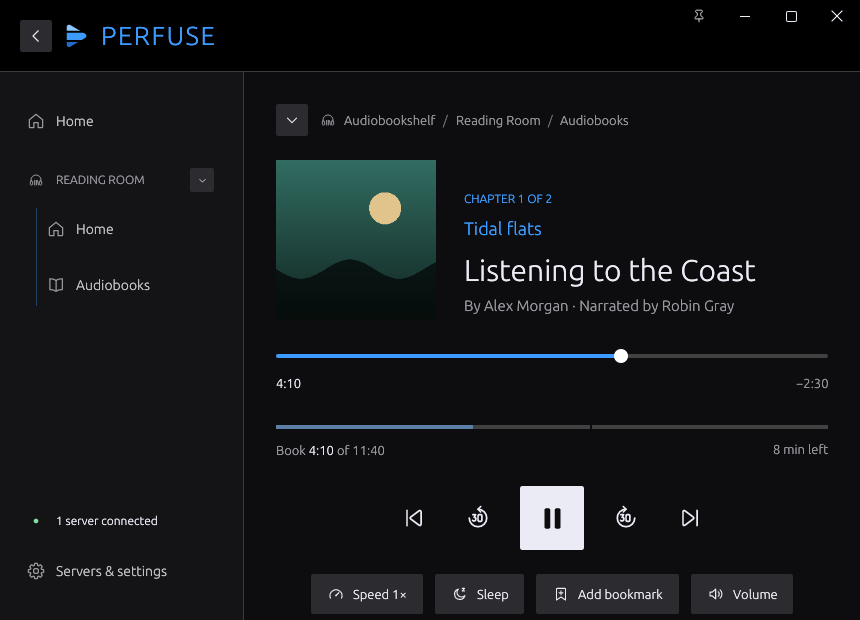 PERFUSE
Home
READING ROOM
Home
Audiobooks
1 server connected
Servers & settings
Audiobookshelf / Reading Room / Audiobooks
CHAPTER 1 OF 2
Tidal flats
Listening to the Coast
By Alex Morgan · Narrated by Robin Gray
4:10
−2:30
Book 4:10 of 11:40
8 min left
30
30
Speed 1×
Sleep
Add bookmark
Volume